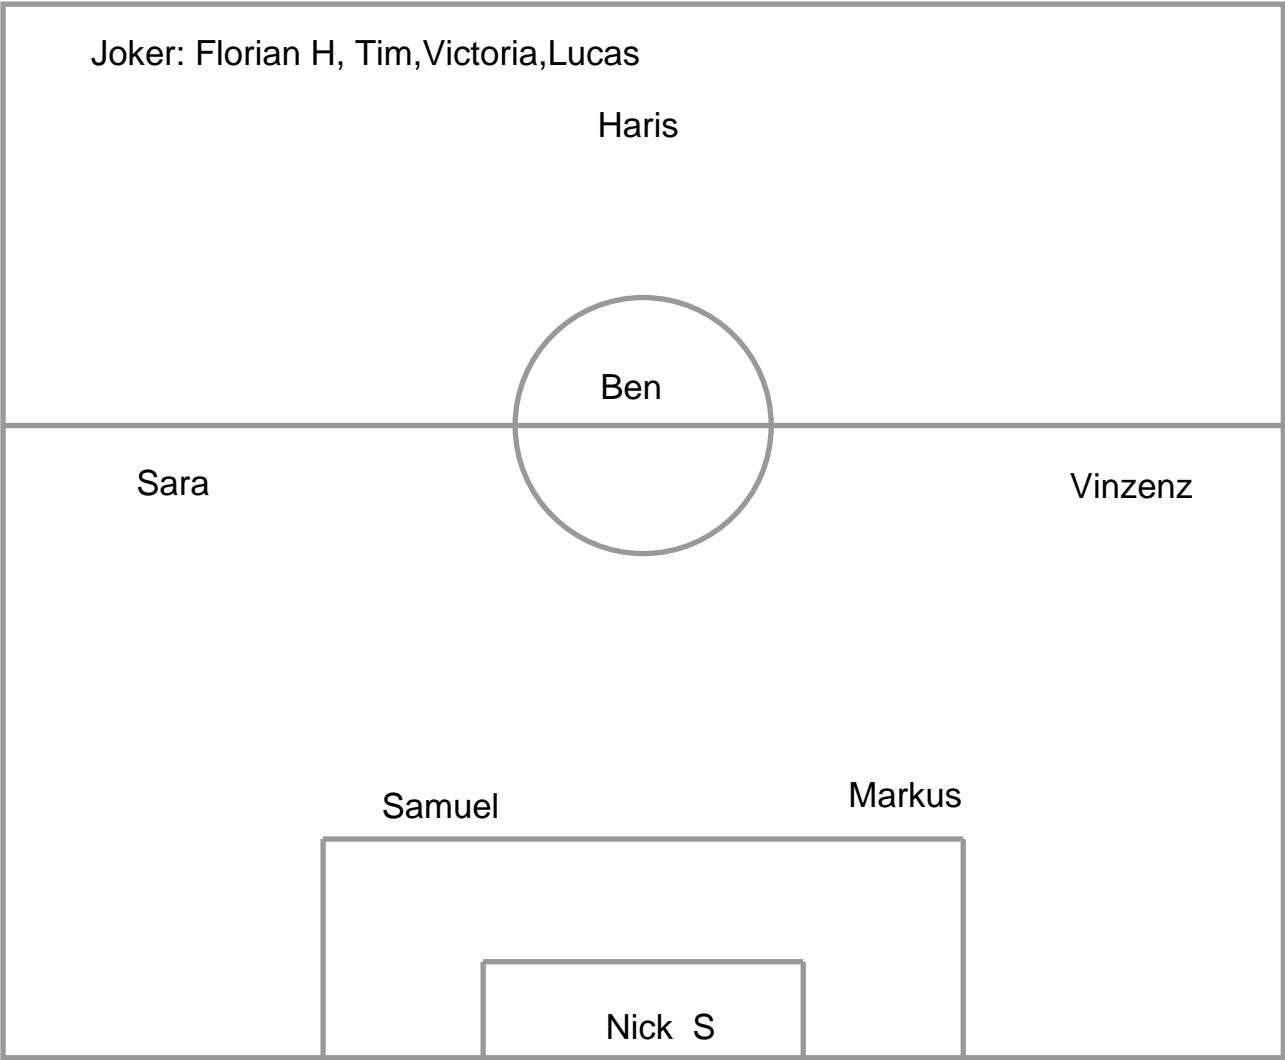 Joker: Florian H, Tim,Victoria,Lucas
Haris
Ben
Sara
Vinzenz
Samuel
Markus
Nick  S